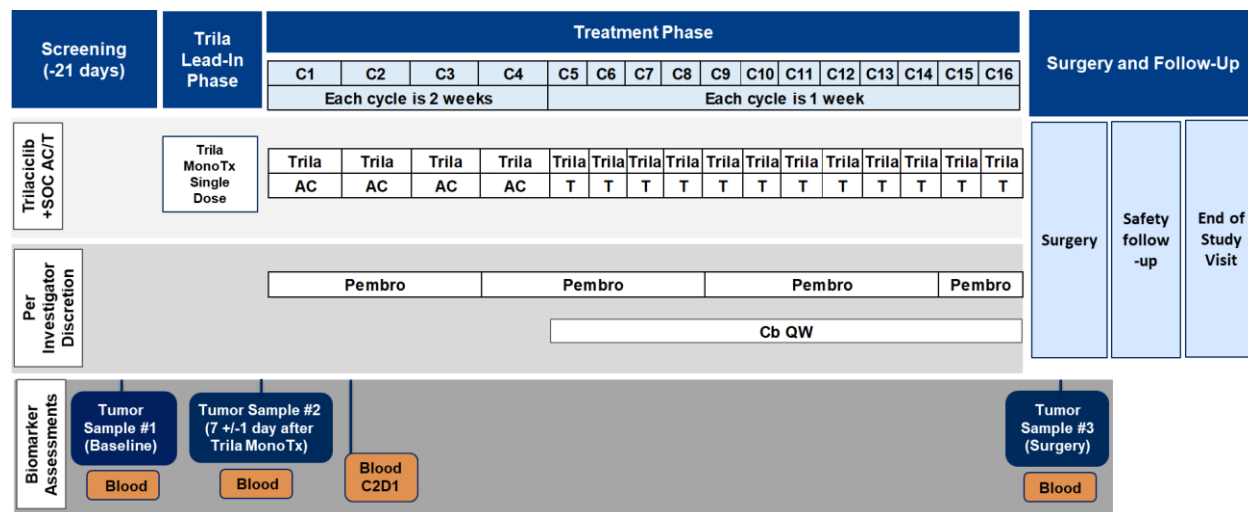 Screening
(-21 days)
Trila
Lead-In
Phase
Treatment Phase
C1 C2 C3 C4 C5 C6 C7 C8 C9 C10 C11 C12 C13 C14 C15 C16
Each cycle is 2 weeks Each cycle is 1 week
Surgery and Follow-Up
Trilaciclib
+SOC AC/T
Trila
MonoTx
Single
Dose
Trila Trila Trila Trila Trila Trila Trila Trila Trila Trila Trila Trila Trila Trila Trila Trila
AC AC AC AC T T T T T T T T T T T T
Surgery
Safety
follow
-up
End of
Study
Visit
Per
Investigator
Discretion
Pembro Pembro Pembro Pembro
Cb QW
Biomarker
Assessments
Tumor
Sample #1
(Baseline)
Blood
Tumor Sample #2
(7 +/-1 day after
Trila MonoTx)
Blood
Blood
C2D1
Tumor
Sample #3
(Surgery)
Blood